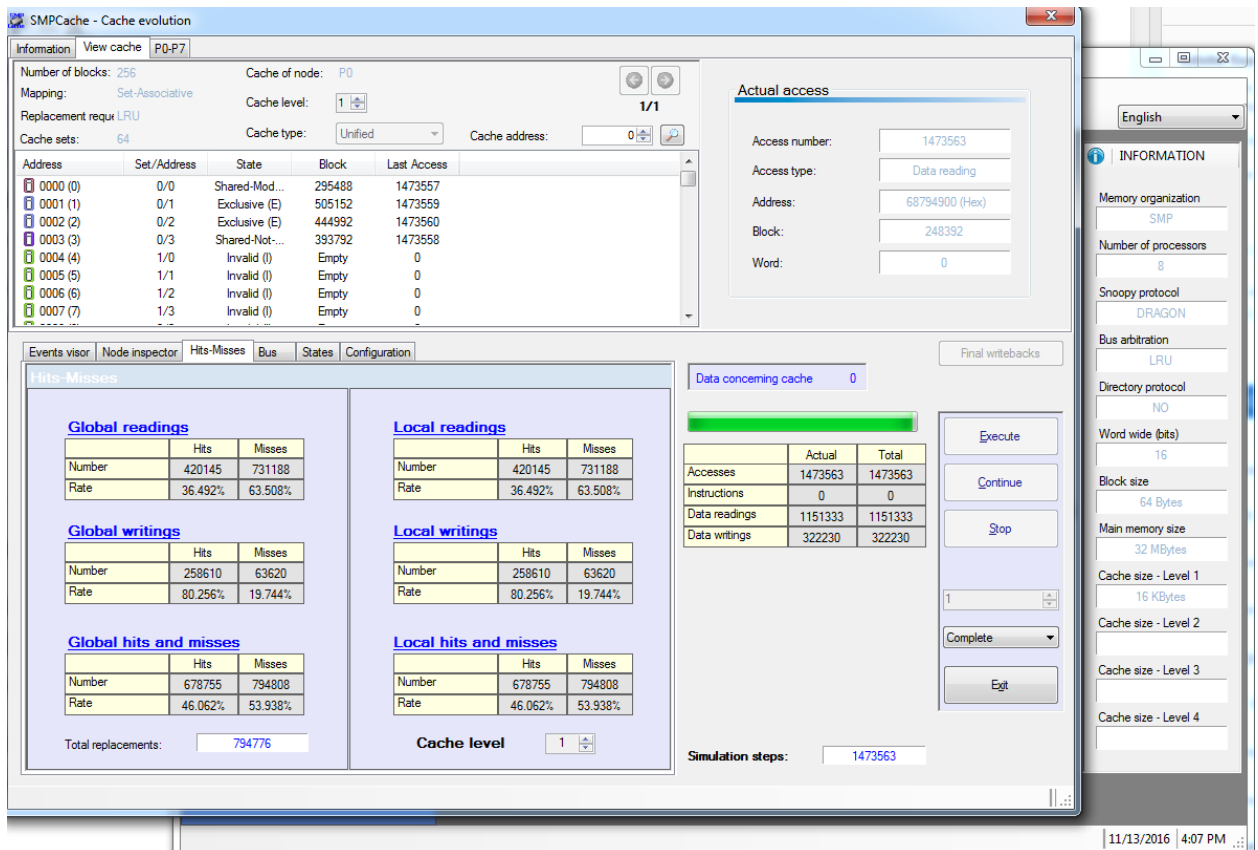 SMPCache - Cache evolution
Information View cache P0-P7
Number of blocks: 256 Cache of node: P0
Mapping: Set-Associative
Cache level: 1 1/1
Replacement reque LRU
Cache sets: 64 Cache type: Unified Cache address: 0
Address Set/Address State Block Last Access
0000 (0) 0/0 Shared-Mod... 295488 1473557
0001 (1) 0/1 Exclusive (E) 505152 1473559
0002 (2) 0/2 Exclusive (E) 444992 1473560
0003 (3) 0/3 Shared-Not-... 393792 1473558
0004 (4) 1/0 Invalid (I) Empty 0
0005 (5) 1/1 Invalid (I) Empty 0
0006 (6) 1/2 Invalid (I) Empty 0
0007 (7) 1/3 Invalid (I) Empty 0
Actual access
Access number: 1473563
Access type: Data reading
Address: 68794900 (Hex)
Block: 248392
Word: 0
Events visor Node inspector Hits-Misses Bus States Configuration
Hits-Misses
Global readings
Hits Misses
Number 420145 731188
Rate 36.492% 63.508%
Global writings
Hits Misses
Number 258610 63620
Rate 80.256% 19.744%
Global hits and misses
Hits Misses
Number 678755 794808
Rate 46.062% 53.938%
Total replacements: 794776
Local readings
Hits Misses
Number 420145 731188
Rate 36.492% 63.508%
Local writings
Hits Misses
Number 258610 63620
Rate 80.256% 19.744%
Local hits and misses
Hits Misses
Number 678755 794808
Rate 46.062% 53.938%
Cache level 1
Final writebacks
Data concerning cache 0
Actual Total
Accesses 1473563 1473563
Instructions 0 0
Data readings 1151333 1151333
Data writings 322230 322230
Simulation steps: 1473563
Execute
Continue
Stop
1
Complete
Exit
English
INFORMATION
Memory organization
SMP
Number of processors
8
Snoopy protocol
DRAGON
Bus arbitration
LRU
Directory protocol
NO
Word wide (bits)
16
Block size
64 Bytes
Main memory size
32 MBytes
Cache size - Level 1
16 KBytes
Cache size - Level 2
Cache size - Level 3
Cache size - Level 4
11/13/2016 4:07 PM